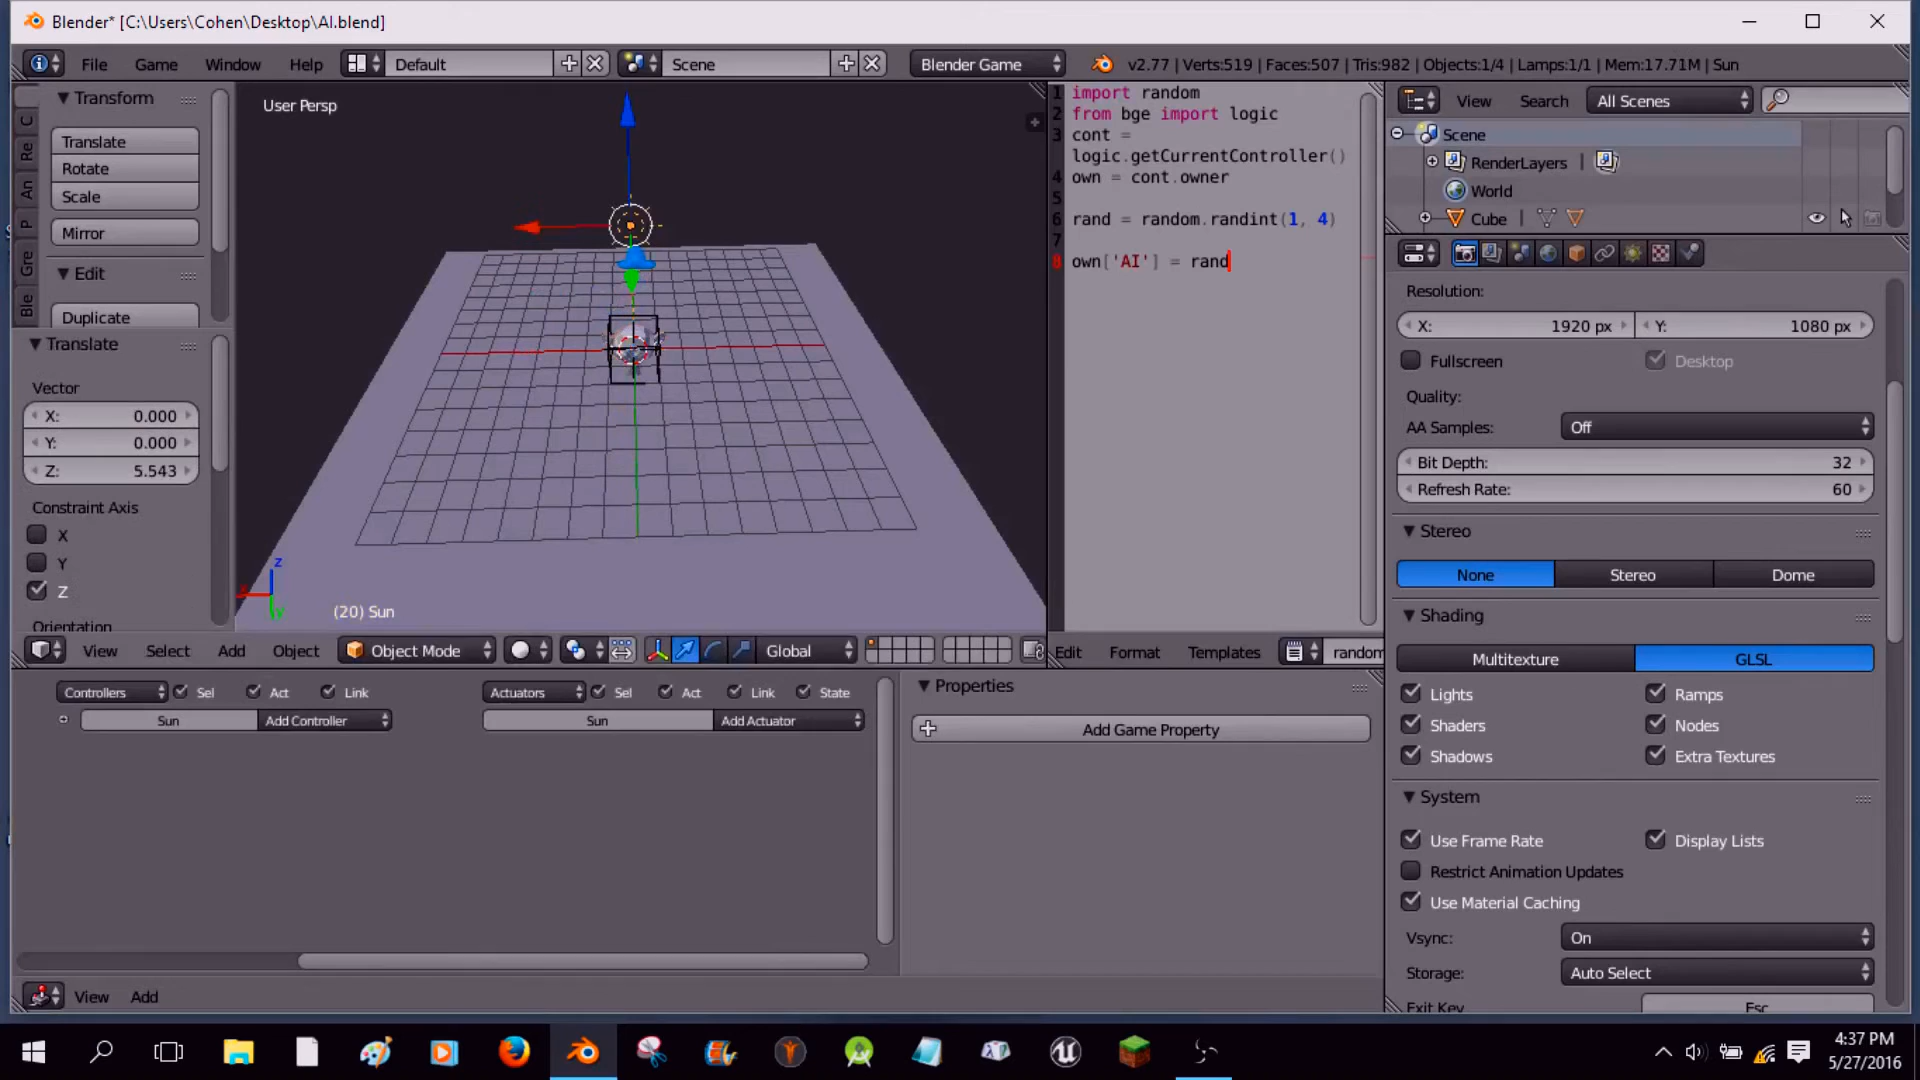 Blender* [C:\Users\Cohen\Desktop\AI.blend]
File Game Window Help Default Scene Blender Game v2.77 | Verts:519 | Faces:507 | Tris:982 | Objects:1/4 | Lamps:1/1 | Mem:17.71M | Sun
Transform
Translate
Rotate
Scale
Mirror
Edit
Duplicate
C
Re
An
P
Gre
Ble
Translate
Vector
X: 0.000
Y: 0.000
Z: 5.543
Constraint Axis
X
Y
Z
Orientation
User Persp
z
y
(20) Sun
View Select Add Object Object Mode Global
1 import random
2 from bge import logic
3 cont =
logic.getCurrentController()
4 own = cont.owner
5
6 rand = random.randint(1, 4)
7
8 own['AI'] = rand
Edit Format Templates random
View Search All Scenes
Scene
RenderLayers |
World
Cube |
Resolution:
X: 1920 px Y: 1080 px
Fullscreen Desktop
Quality:
AA Samples: Off
Bit Depth: 32
Refresh Rate: 60
Stereo
None Stereo Dome
Shading
Multitexture GLSL
Lights Ramps
Shaders Nodes
Shadows Extra Textures
System
Use Frame Rate Display Lists
Restrict Animation Updates
Use Material Caching
Vsync: On
Storage: Auto Select
Exit Key Esc
Controllers Sel Act Link Actuators Sel Act Link State
Sun Add Controller Sun Add Actuator
Properties
Add Game Property
View Add
4:37 PM
5/27/2016